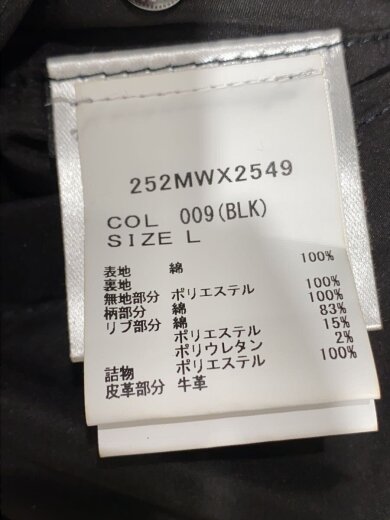 252MWX2549
COL 009(BLK)
SIZE L
表地 綿 100%
裏地
無地部分 ポリエステル 100%
柄部分 綿 100%
リブ部分 綿 83%
ポリエステル 15%
ポリウレタン 2%
詰物 ポリエステル 100%
皮革部分 牛革